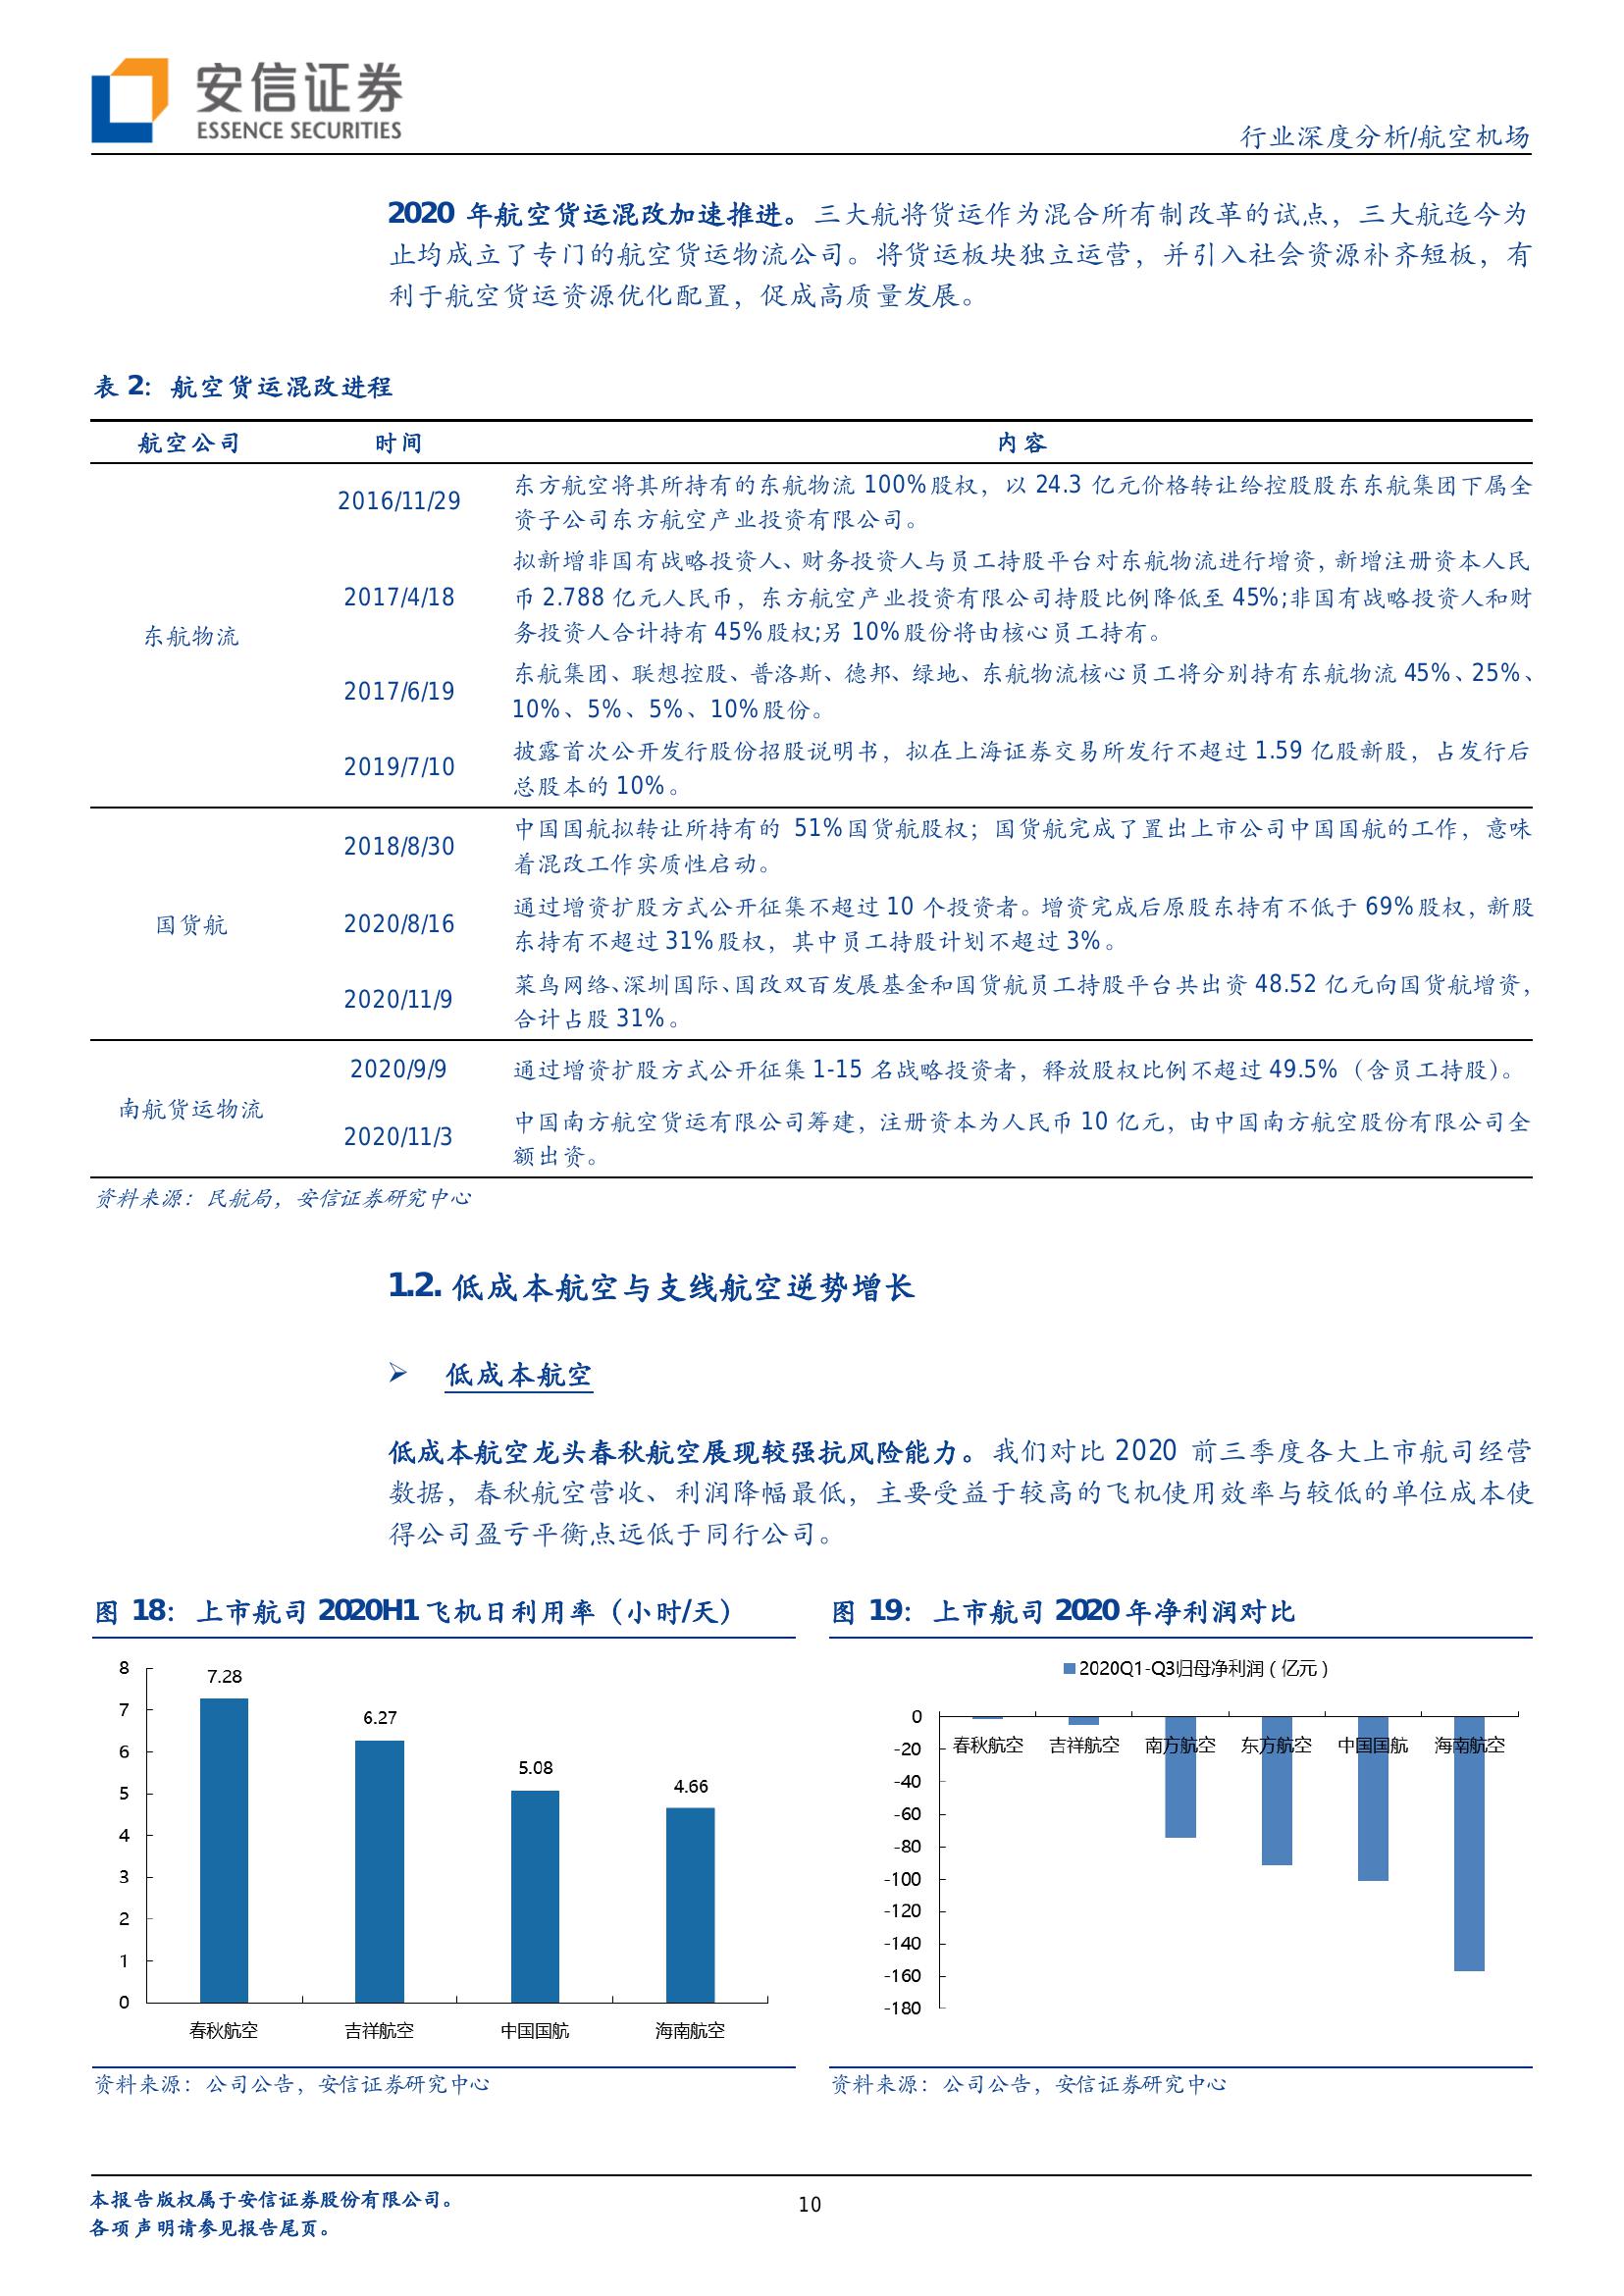 安信证券
ESSENCE SECURITIES
行业深度分析/航空机场
2020 年航空货运混改加速推进。三大航将货运作为混合所有制改革的试点，三大航迄今为
止均成立了专门的航空货运物流公司。将货运板块独立运营，并引入社会资源补齐短板，有
利于航空货运资源优化配置，促成高质量发展。
表 2：航空货运混改进程
航空公司 时间 内容
东航物流
2016/11/29
东方航空将其所持有的东航物流 100%股权，以 24.3 亿元价格转让给控股股东东航集团下属全
资子公司东方航空产业投资有限公司。
2017/4/18
拟新增非国有战略投资人、财务投资人与员工持股平台对东航物流进行增资，新增注册资本人民
币 2.788 亿元人民币，东方航空产业投资有限公司持股比例降低至 45%;非国有战略投资人和财
务投资人合计持有 45%股权;另 10%股份将由核心员工持有。
2017/6/19
东航集团、联想控股、普洛斯、德邦、绿地、东航物流核心员工将分别持有东航物流 45%、25%、
10%、5%、5%、10%股份。
2019/7/10
披露首次公开发行股份招股说明书，拟在上海证券交易所发行不超过 1.59 亿股新股，占发行后
总股本的 10%。
国货航
2018/8/30
中国国航拟转让所持有的 51%国货航股权；国货航完成了置出上市公司中国国航的工作，意味
着混改工作实质性启动。
2020/8/16
通过增资扩股方式公开征集不超过 10 个投资者。增资完成后原股东持有不低于 69%股权，新股
东持有不超过 31%股权，其中员工持股计划不超过 3%。
2020/11/9
菜鸟网络、深圳国际、国改双百发展基金和国货航员工持股平台共出资 48.52 亿元向国货航增资，
合计占股 31%。
南航货运物流
2020/9/9
通过增资扩股方式公开征集 1-15 名战略投资者，释放股权比例不超过 49.5%（含员工持股）。
2020/11/3
中国南方航空货运有限公司筹建，注册资本为人民币 10 亿元，由中国南方航空股份有限公司全
额出资。
资料来源：民航局，安信证券研究中心
1.2. 低成本航空与支线航空逆势增长
➢ 低成本航空
低成本航空龙头春秋航空展现较强抗风险能力。我们对比 2020 前三季度各大上市航司经营
数据，春秋航空营收、利润降幅最低，主要受益于较高的飞机使用效率与较低的单位成本使
得公司盈亏平衡点远低于同行公司。
图 18：上市航司 2020H1 飞机日利用率（小时/天）
8
7
6
5
4
3
2
1
0
7.28
6.27
5.08
4.66
春秋航空 吉祥航空 中国国航 海南航空
资料来源：公司公告，安信证券研究中心
图 19：上市航司 2020 年净利润对比
2020Q1-Q3归母净利润（亿元）
0
-20
-40
-60
-80
-100
-120
-140
-160
-180
春秋航空 吉祥航空 南方航空 东方航空 中国国航 海南航空
资料来源：公司公告，安信证券研究中心
本报告版权属于安信证券股份有限公司。
各项声明请参见报告尾页。
10